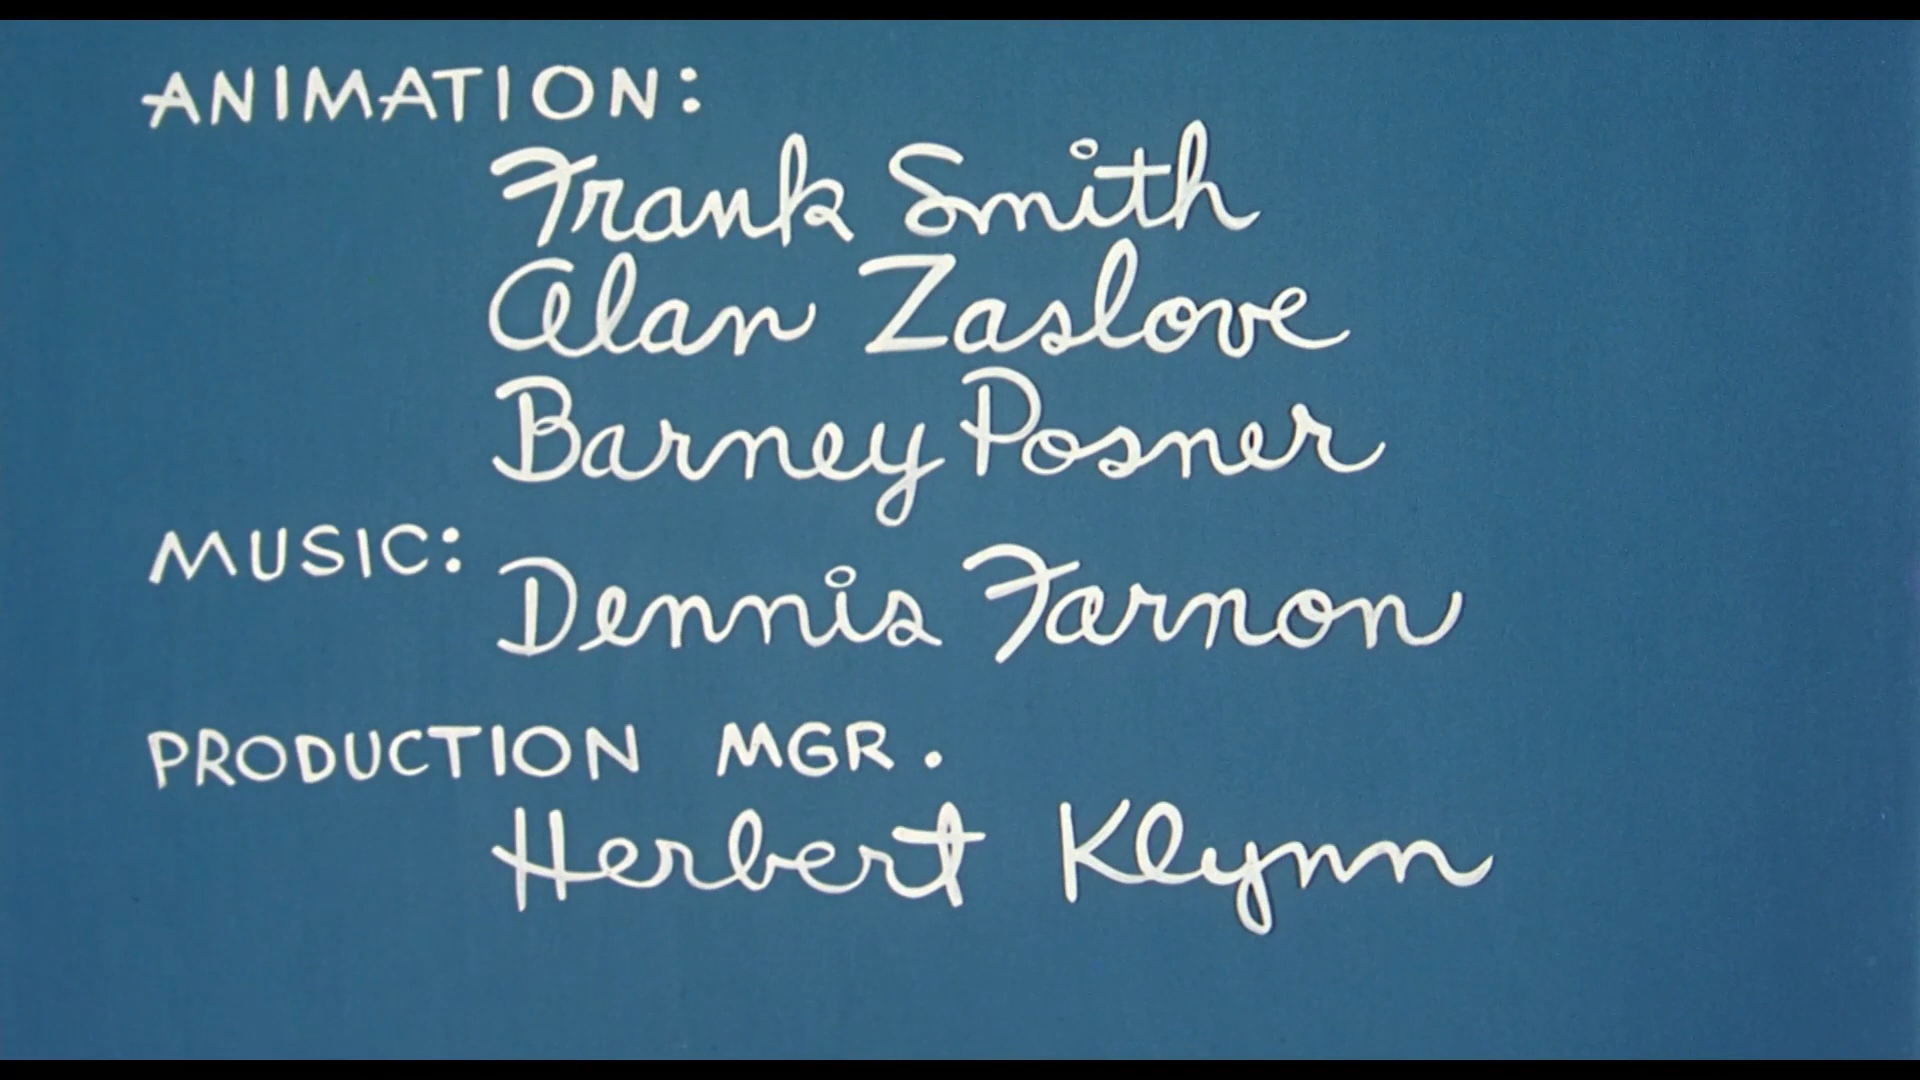 ANIMATION:
Frank Smith
Alan Zaslove
Barney Posner
MUSIC:
Dennis Farnon
PRODUCTION MGR.
Herbert Klynn